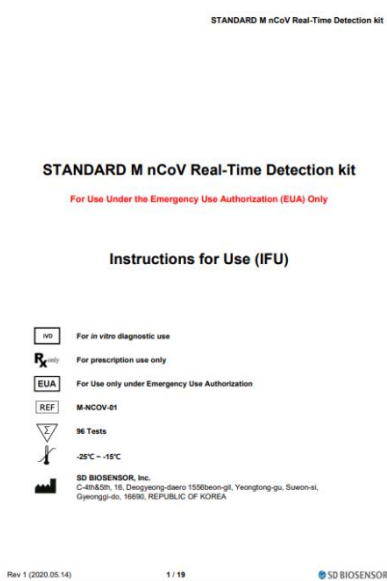 STANDARD M nCoV Real-Time Detection kit
STANDARD M nCoV Real-Time Detection kit
For Use Under the Emergency Use Authorization (EUA) Only
Instructions for Use (IFU)
IVD For in vitro diagnostic use
Rx only For prescription use only
EUA For Use only under Emergency Use Authorization
REF M-NCOV-01
Σ 96 Tests
-25℃ ~ -15℃
SD BIOSENSOR, Inc.
C-4th&5th, 16, Deogyeong-daero 1556beon-gil, Yeongtong-gu, Suwon-si,
Gyeonggi-do, 16690, REPUBLIC OF KOREA
Rev 1 (2020.05.14) 1 / 19 SD BIOSENSOR